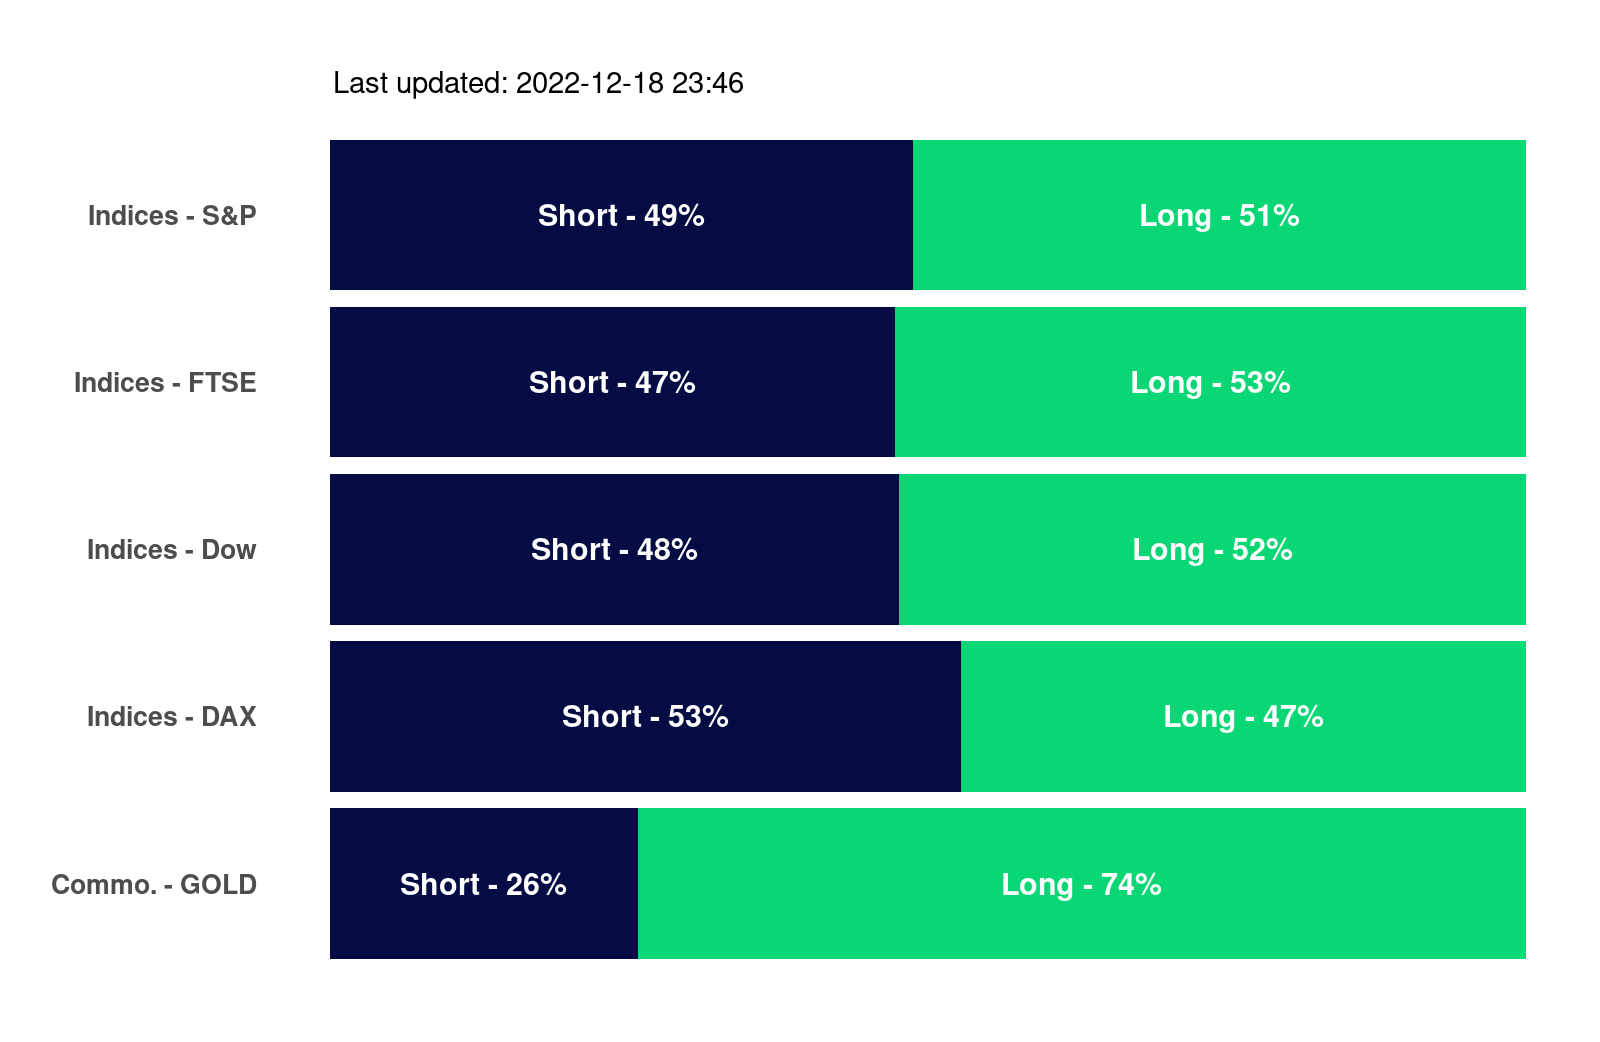 Last updated: 2022-12-18 23:46
Indices - S&P Short - 49% Long - 51%
Indices - FTSE Short - 47% Long - 53%
Indices - Dow Short - 48% Long - 52%
Indices - DAX Short - 53% Long - 47%
Commo. - GOLD Short - 26% Long - 74%